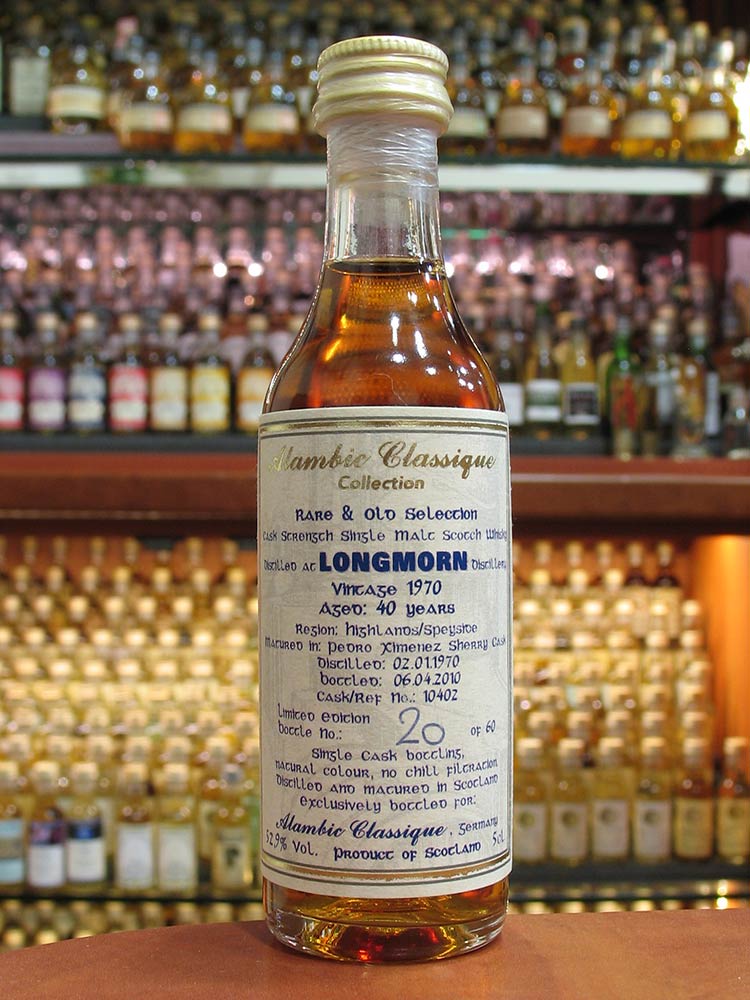 Alambic Classique
Collection
Rare & Old Selection
Cask Strength Single Malt Scotch Whisky
Distilled at LONGMORN Distillery
Vintage 1970
Aged: 40 years
Region: Highlands/Speyside
Matured in: Pedro Ximenez Sherry Cask
Distilled: 02.01.1970
Bottled: 06.04.2010
Cask/Ref No.: 10402
Limited edition
bottle No.: 20 of 60
Single Cask bottling,
natural colour, no chill filtration
Distilled and matured in Scotland
exclusively bottled for:
Alambic Classique, Germany
52,9% Vol. Product of Scotland 5cl